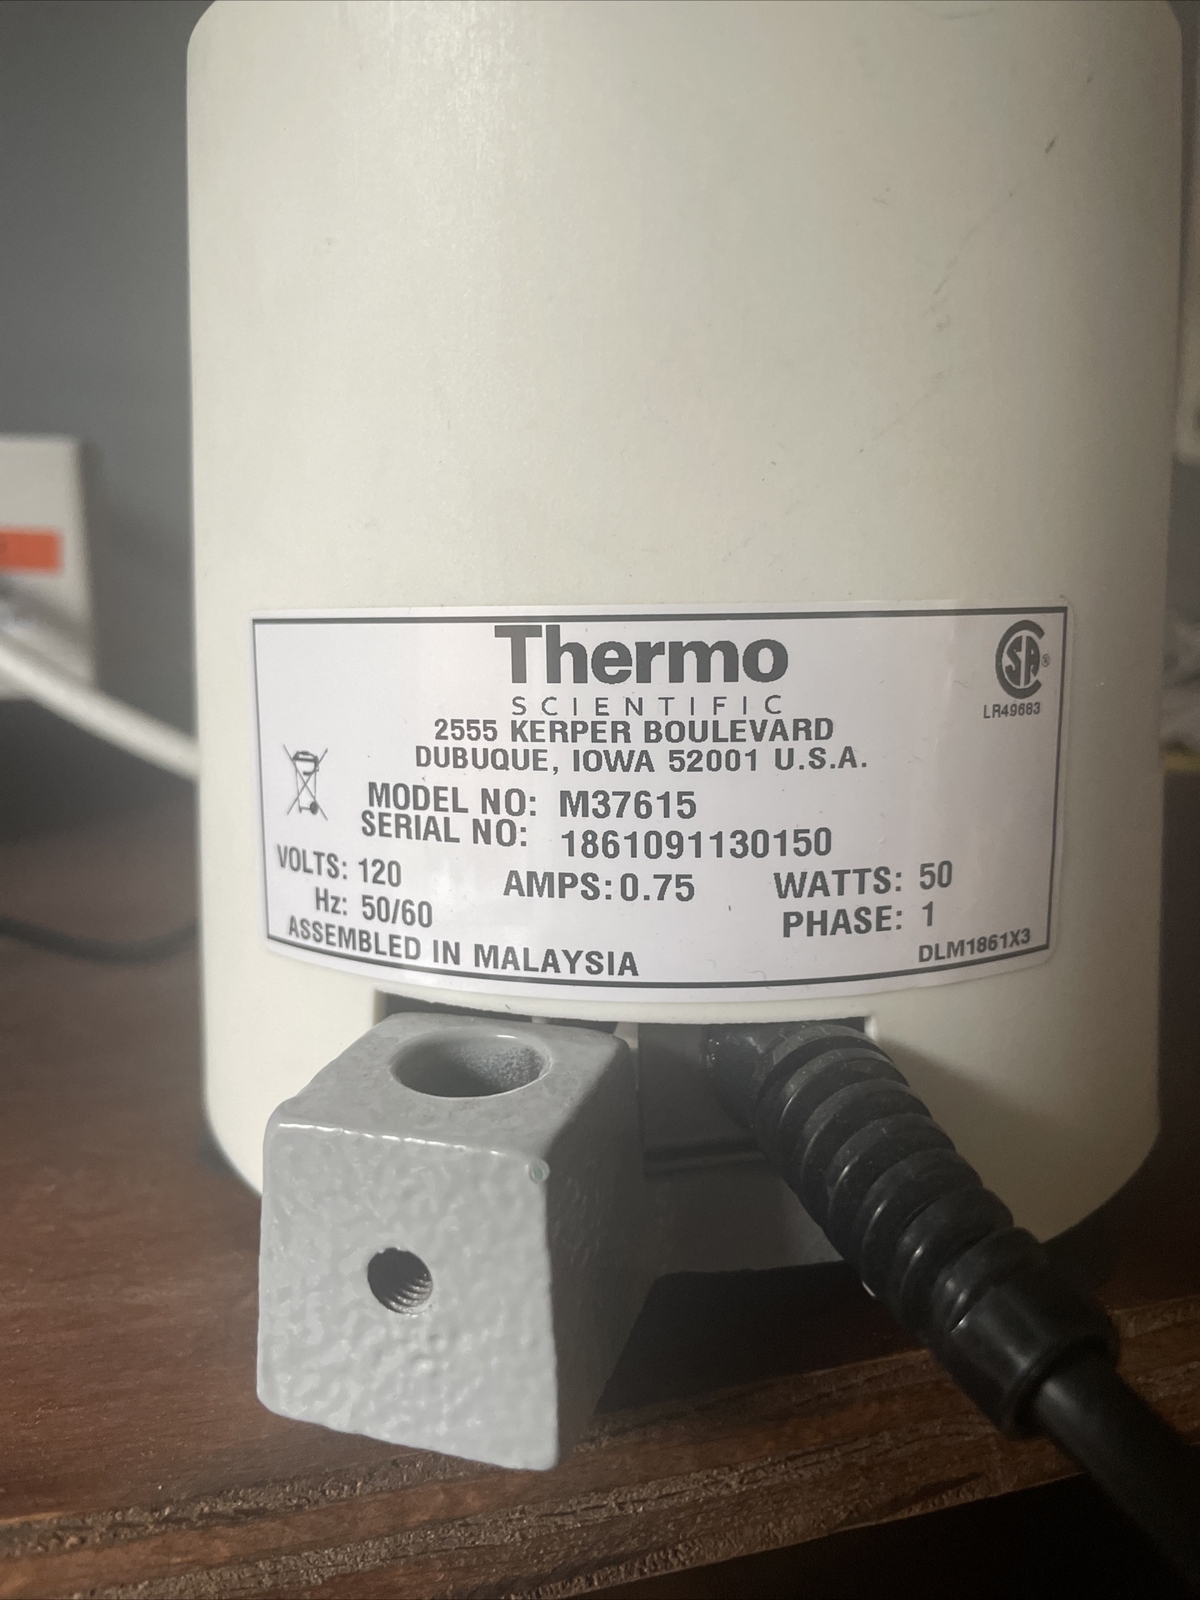 Thermo
SCIENTIFIC
2555 KERPER BOULEVARD
DUBUQUE, IOWA 52001 U.S.A.
SA®
LR49683
MODEL NO: M37615
SERIAL NO: 1861091130150
VOLTS: 120 AMPS: 0.75 WATTS: 50
Hz: 50/60 PHASE: 1
ASSEMBLED IN MALAYSIA DLM1861X3